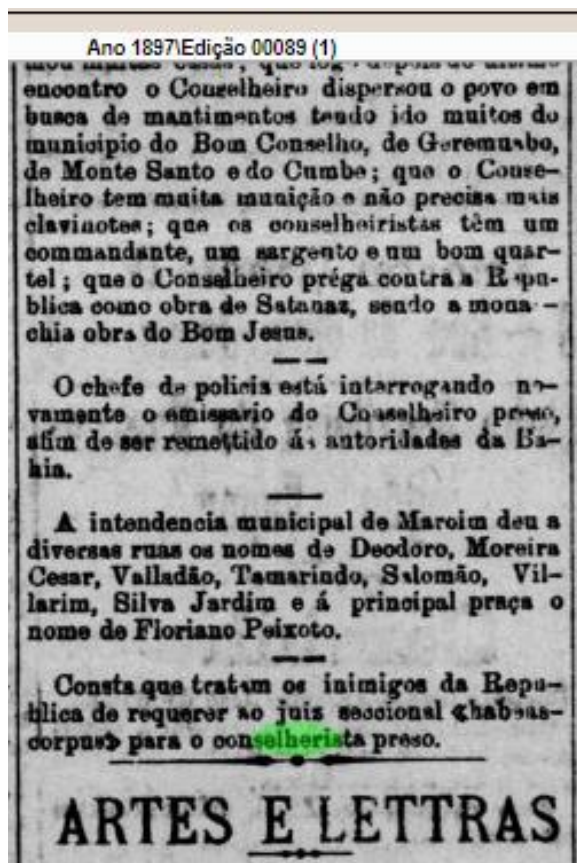 Ano 1897\Edição 00089 (1)
encontro o Conselheiro dispersou o povo em
busca de mantimentos tendo ido muitos do
municipio do Bom Conselho, de Geremoabo,
de Monte Santo e do Cumbe; que o Conse-
lheiro tem muita munição e não precisa mais
clavinotes; que os conselheiristas têm um
commandante, um sargento e um bom quar-
tel; que o Conselheiro préga contra a Repu-
blica como obra de Satanaz, sendo a monar-
chia obra do Bom Jesus.
O chefe de policia está interrogando no-
vamente o emissario do Conselheiro preso,
afim de ser remettido ás autoridades da Ba-
hia.
A intendencia municipal de Maroim deu a
diversas ruas os nomes de Deodoro, Moreira
Cesar, Valladão, Tamarindo, Salomão, Vil-
larim, Silva Jardim e á principal praça o
nome de Floriano Peixoto.
Consta que tratam os inimigos da Repu-
blica de requerer ao juis seccional «habeas-
corpus» para o conselherista preso.
ARTES E LETTRAS